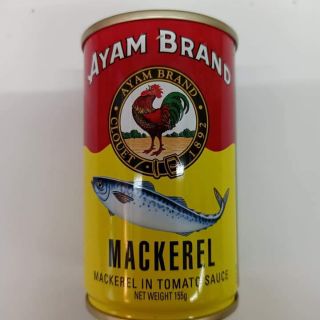 AYAM BRAND
AYAM BRAND
CLOUET 1892
MACKEREL
MACKEREL IN TOMATO SAUCE
NET WEIGHT 155g